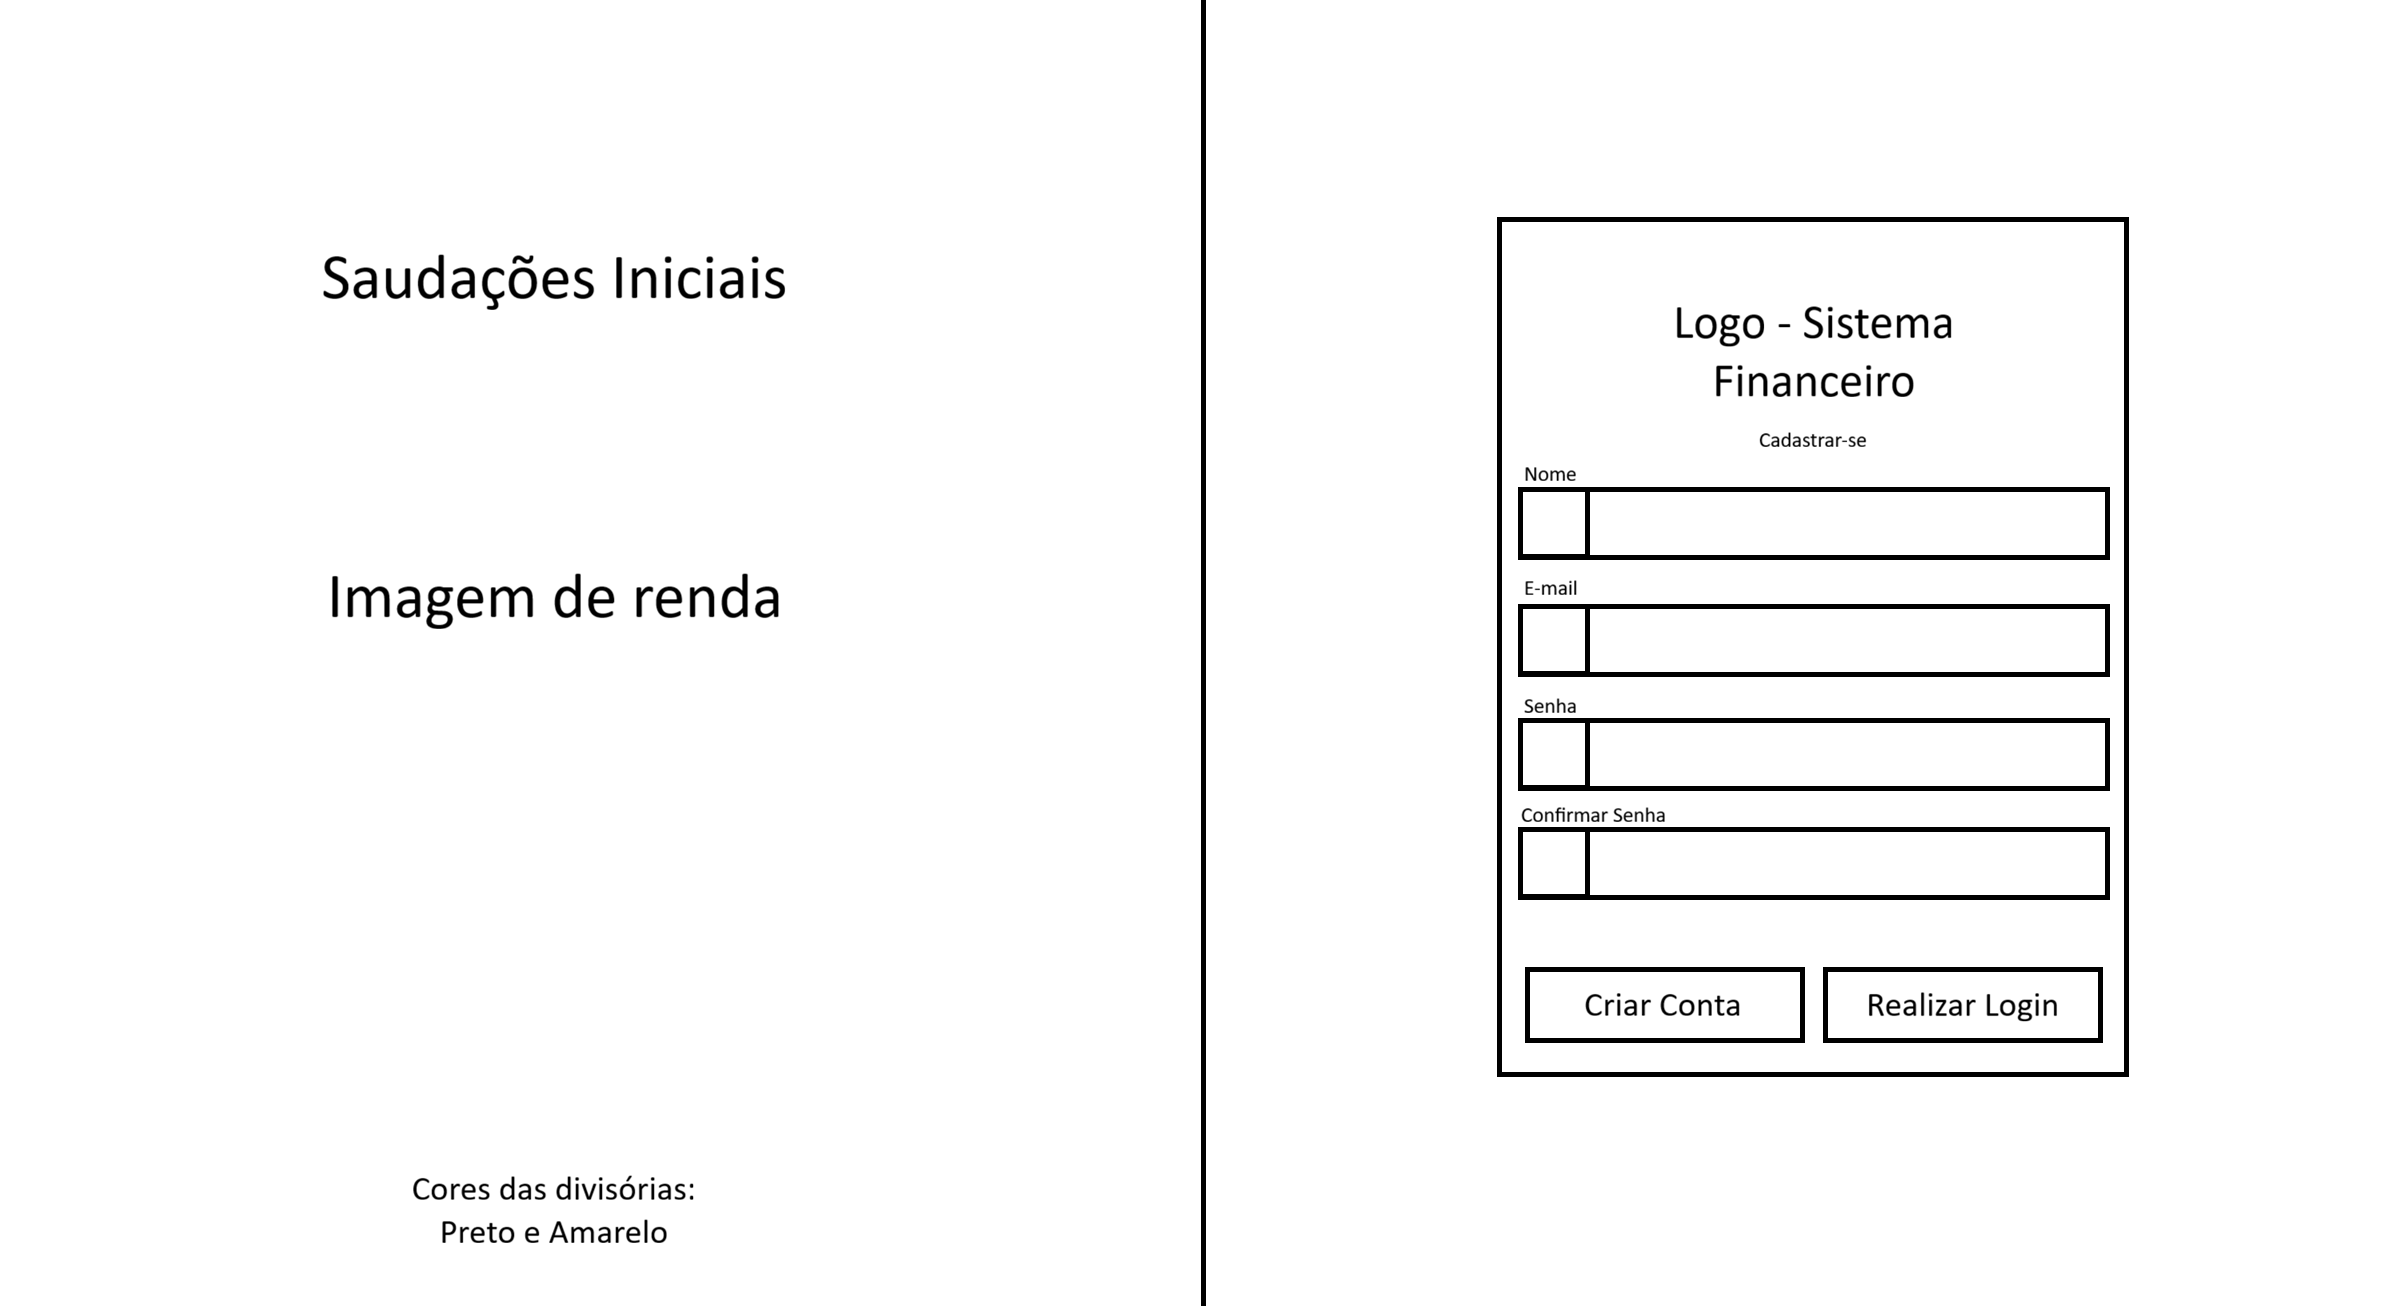 Saudações Iniciais
Imagem de renda
Cores das divisórias:
Preto e Amarelo
Logo - Sistema
Financeiro
Cadastrar-se
Nome
E-mail
Senha
Confirmar Senha
Criar Conta
Realizar Login